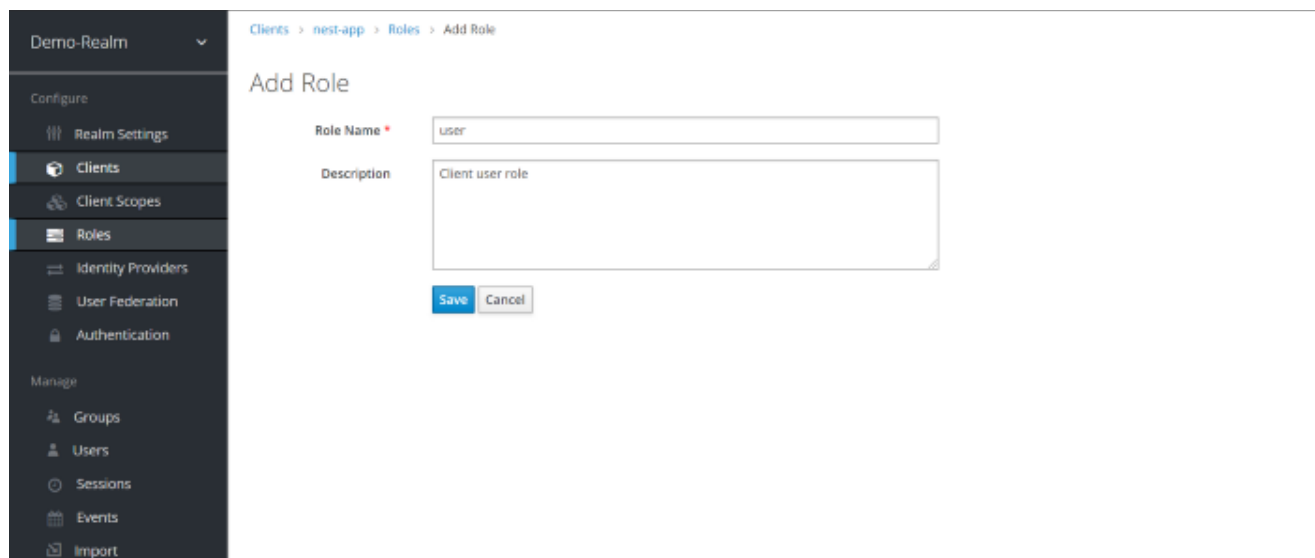 Demo-Realm
Configure
Realm Settings
Clients
Client Scopes
Roles
Identity Providers
User Federation
Authentication
Manage
Groups
Users
Sessions
Events
Import
Clients > nest-app > Roles > Add Role
Add Role
Role Name * user
Description Client user role
Save Cancel